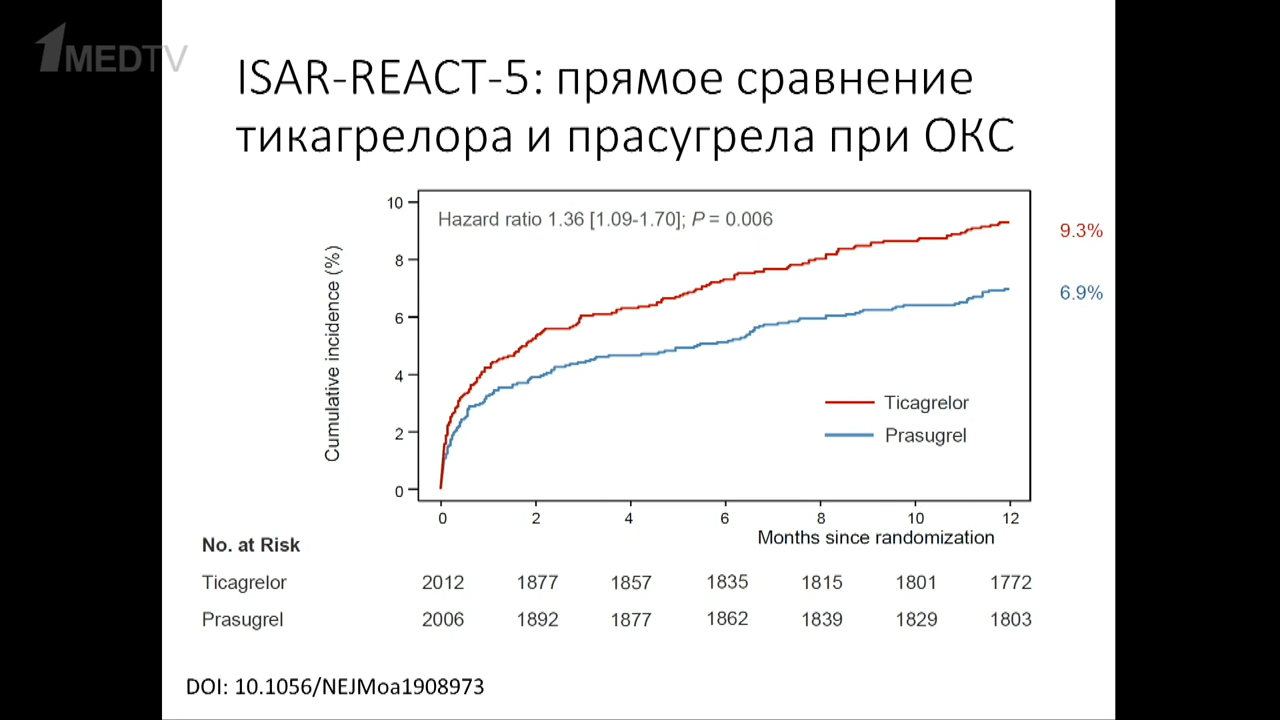 1MEDTV
ISAR-REACT-5: прямое сравнение
тикагрелора и прасугрела при ОКС
Hazard ratio 1.36 [1.09-1.70]; P = 0.006
9.3%
6.9%
Cumulative incidence (%)
10
8
6
4
2
0
Ticagrelor
Prasugrel
0 2 4 6 8 10 12
Months since randomization
No. at Risk
Ticagrelor 2012 1877 1857 1835 1815 1801 1772
Prasugrel 2006 1892 1877 1862 1839 1829 1803
DOI: 10.1056/NEJMoa1908973